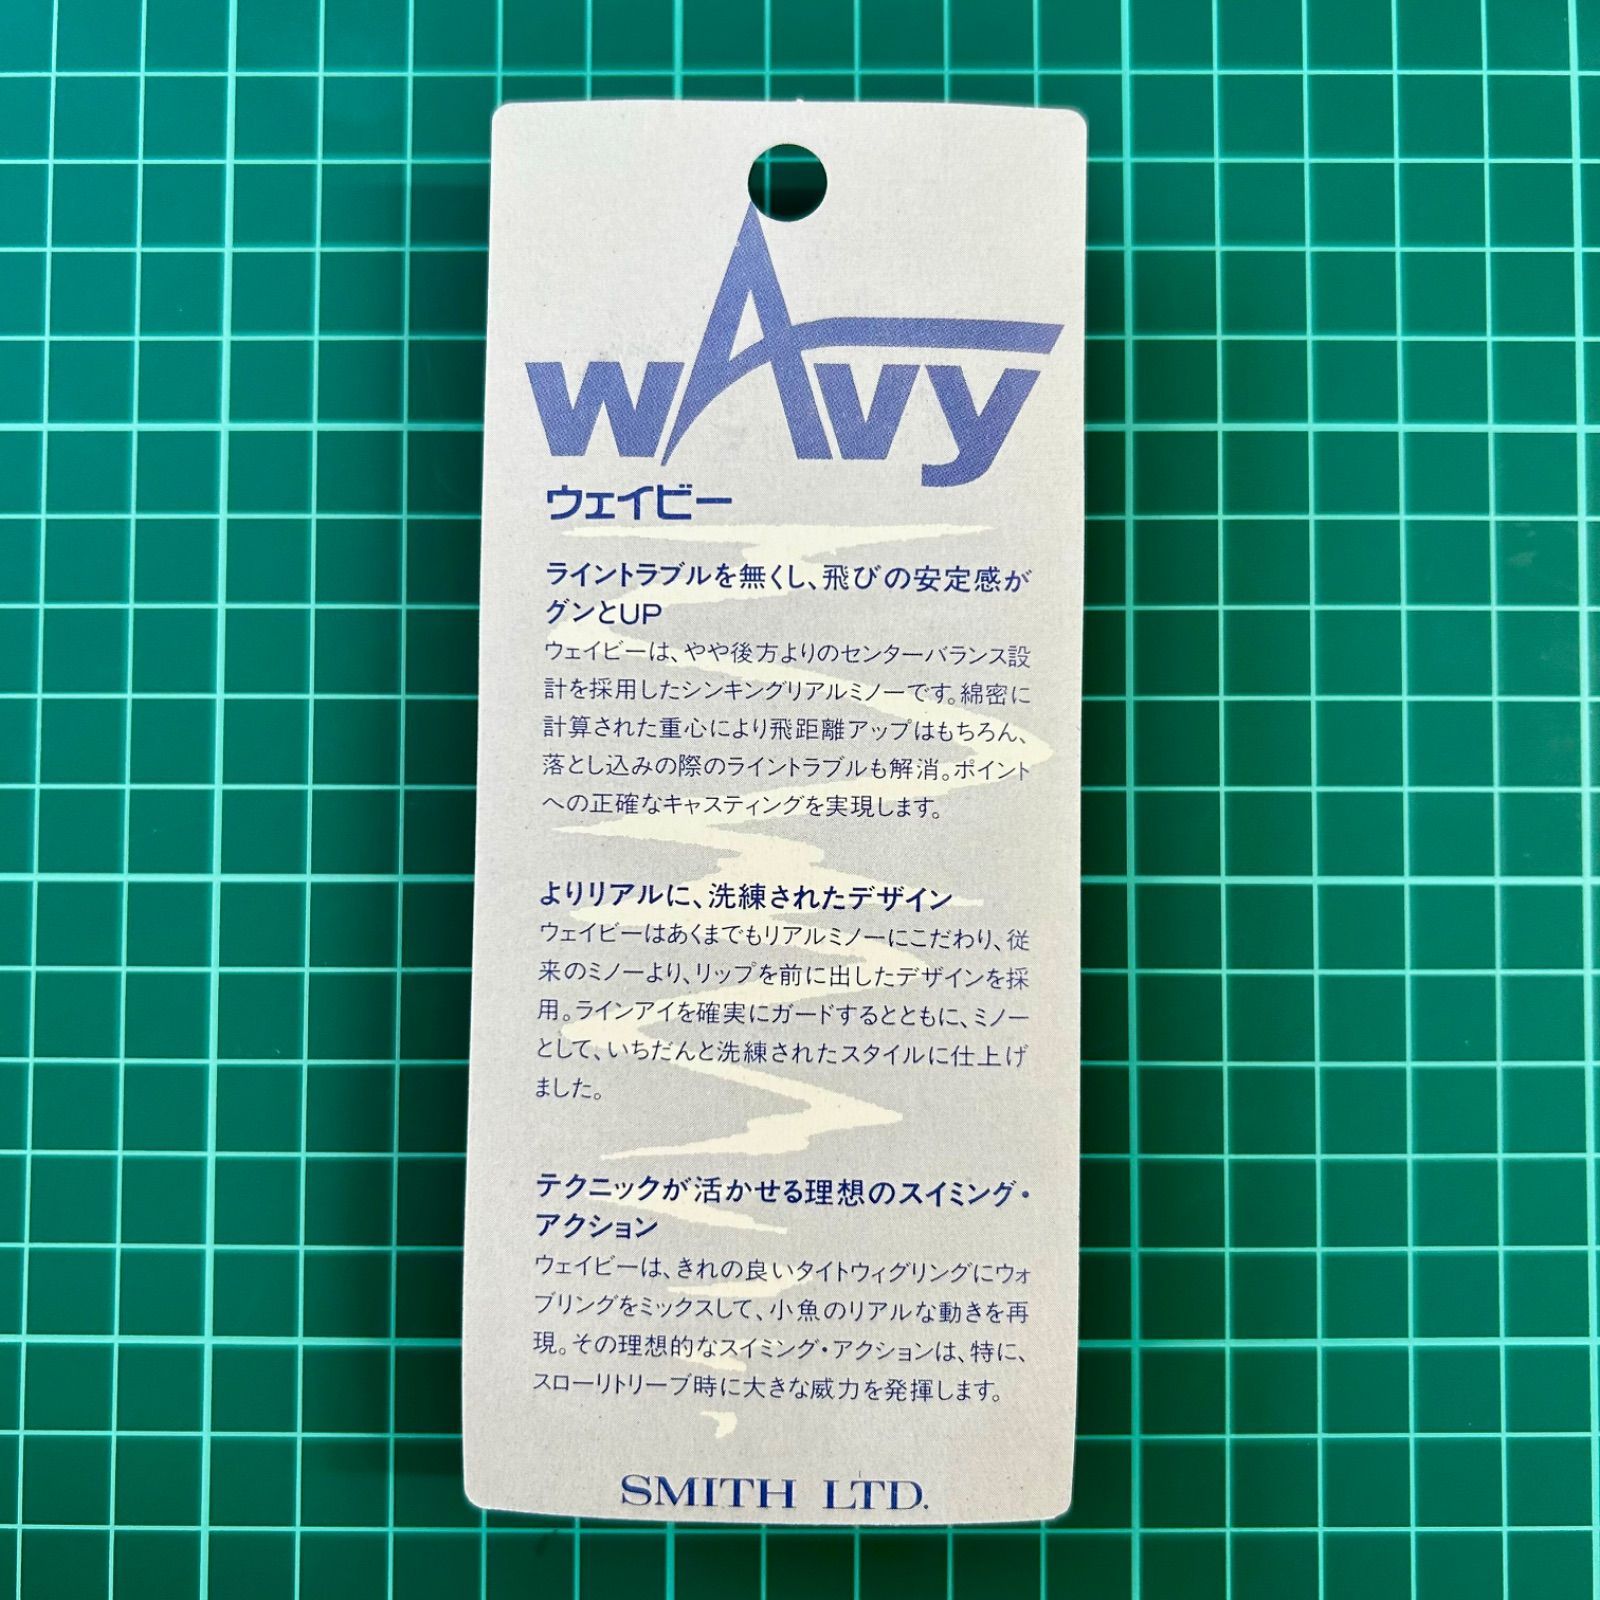 wAvy
ウェイビー
ライントラブルを無くし、飛びの安定感が
グンとUP
ウェイビーは、やや後方よりのセンターバランス設
計を採用したシンキングリアルミノーです。綿密に
計算された重心により飛距離アップはもちろん、
落とし込みの際のライントラブルも解消。ポイント
への正確なキャスティングを実現します。
よりリアルに、洗練されたデザイン
ウェイビーはあくまでもリアルミノーにこだわり、従
来のミノーより、リップを前に出したデザインを採
用。ラインアイを確実にガードするとともに、ミノー
として、いちだんと洗練されたスタイルに仕上げ
ました。
テクニックが活かせる理想のスイミング・
アクション
ウェイビーは、きれの良いタイトウィグリングにウォ
ブリングをミックスして、小魚のリアルな動きを再
現。その理想的なスイミング・アクションは、特に、
スローリトリーブ時に大きな威力を発揮します。
SMITH LTD.